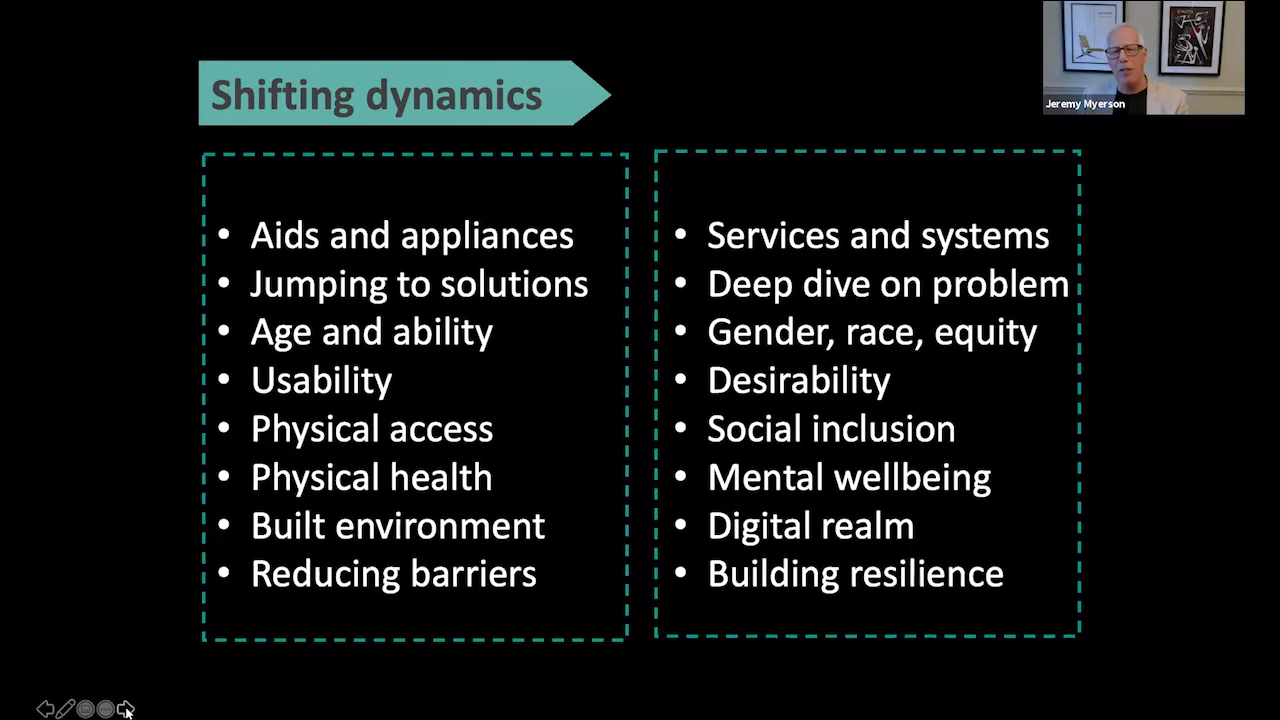 Shifting dynamics
Jeremy Myerson
• Aids and appliances
• Jumping to solutions
• Age and ability
• Usability
• Physical access
• Physical health
• Built environment
• Reducing barriers
• Services and systems
• Deep dive on problem
• Gender, race, equity
• Desirability
• Social inclusion
• Mental wellbeing
• Digital realm
• Building resilience